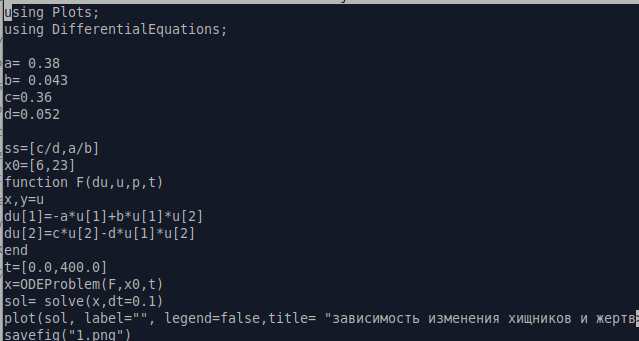 using Plots;
using DifferentialEquations;
a= 0.38
b= 0.043
c=0.36
d=0.052
ss=[c/d,a/b]
x0=[6,23]
function F(du,u,p,t)
x,y=u
du[1]=-a*u[1]+b*u[1]*u[2]
du[2]=c*u[2]-d*u[1]*u[2]
end
t=[0.0,400.0]
x=ODEProblem(F,x0,t)
sol= solve(x,dt=0.1)
plot(sol, label="", legend=false,title= "зависимость изменения хищников и жертв
savefig("1.png")